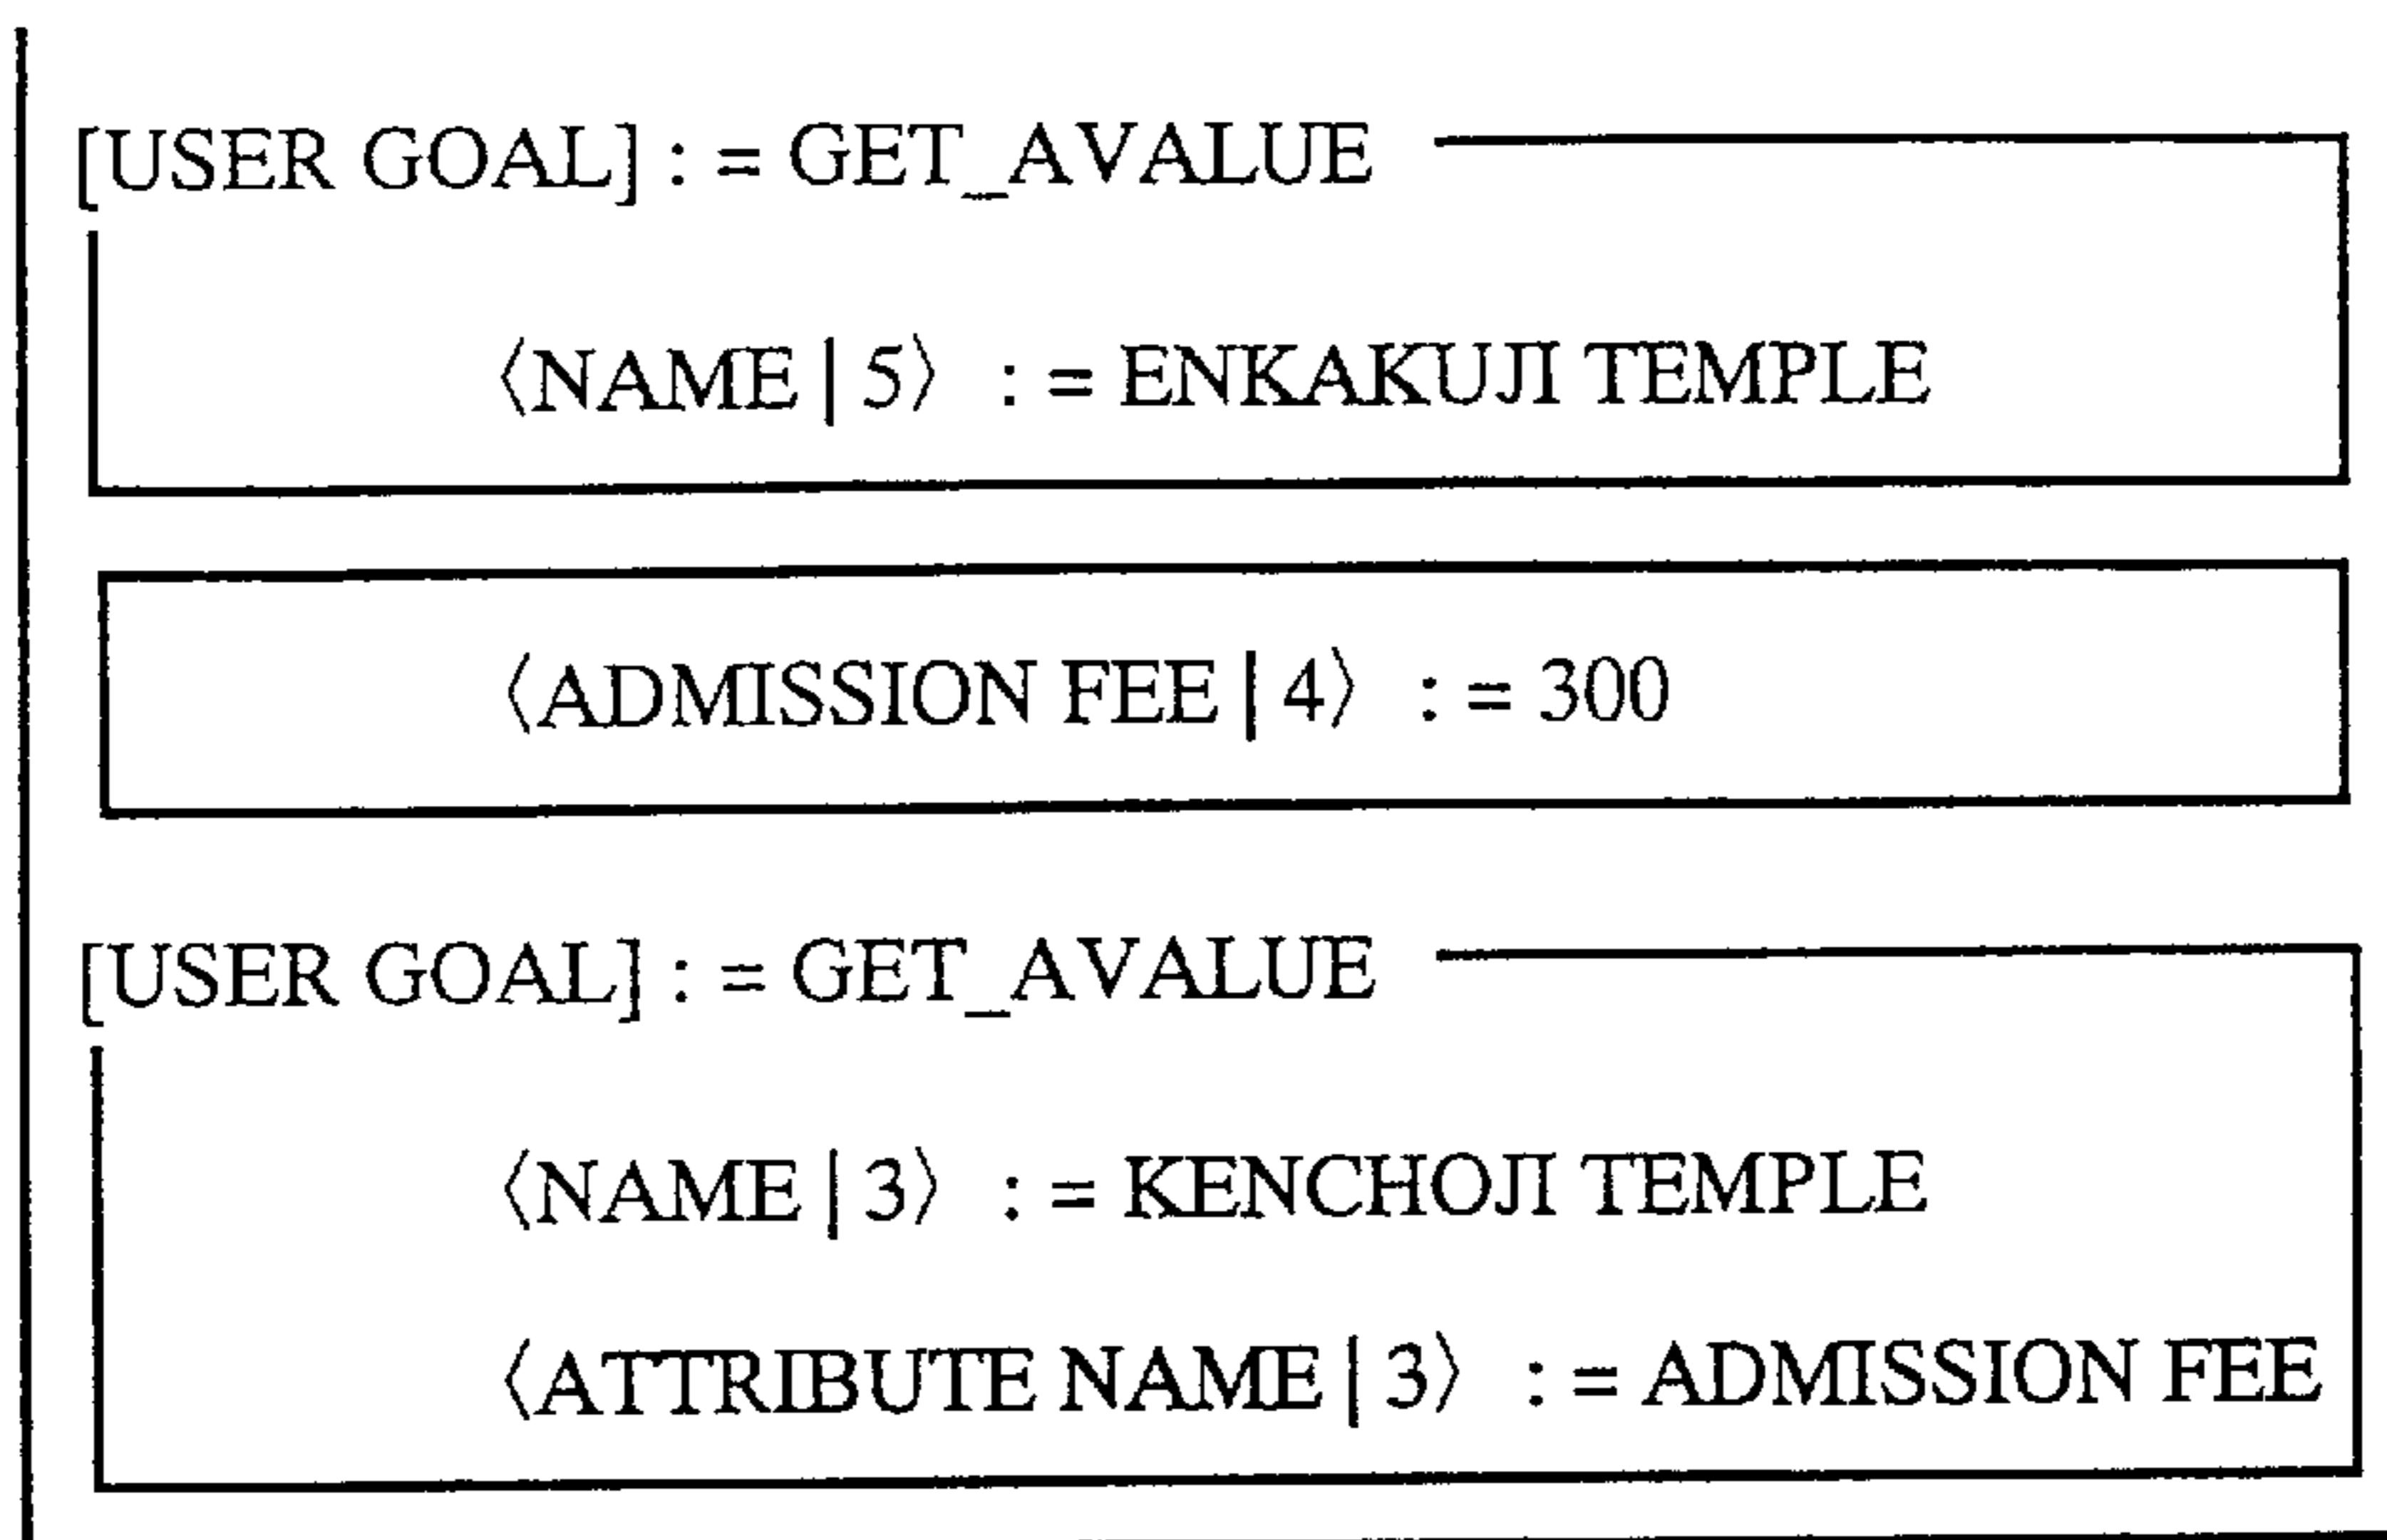 [USER GOAL] : = GET_AVALUE
⟨NAME | 5⟩ : = ENKAKUJI TEMPLE
⟨ADMISSION FEE | 4⟩ : = 300
[USER GOAL] : = GET_AVALUE
⟨NAME | 3⟩ : = KENCHOJI TEMPLE
⟨ATTRIBUTE NAME | 3⟩ : = ADMISSION FEE